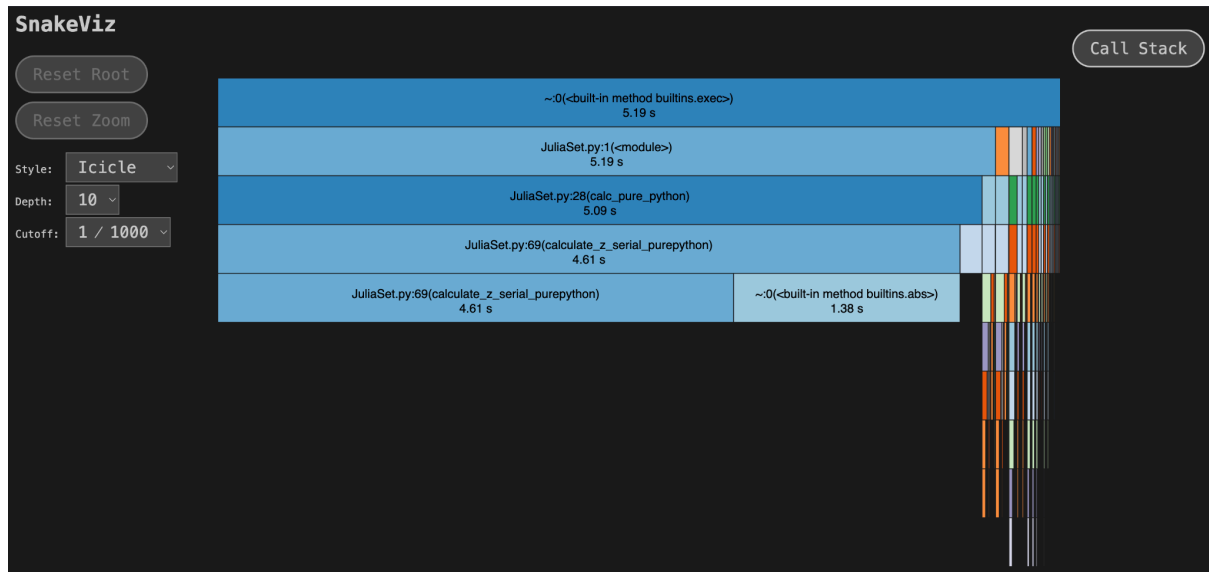 SnakeViz
Call Stack
Reset Root
Reset Zoom
Style: Icicle
Depth: 10
Cutoff: 1 / 1000
~:0(<built-in method builtins.exec>)
5.19 s
JuliaSet.py:1(<module>)
5.19 s
JuliaSet.py:28(calc_pure_python)
5.09 s
JuliaSet.py:69(calculate_z_serial_purepython)
4.61 s
JuliaSet.py:69(calculate_z_serial_purepython)
4.61 s
~:0(<built-in method builtins.abs>)
1.38 s